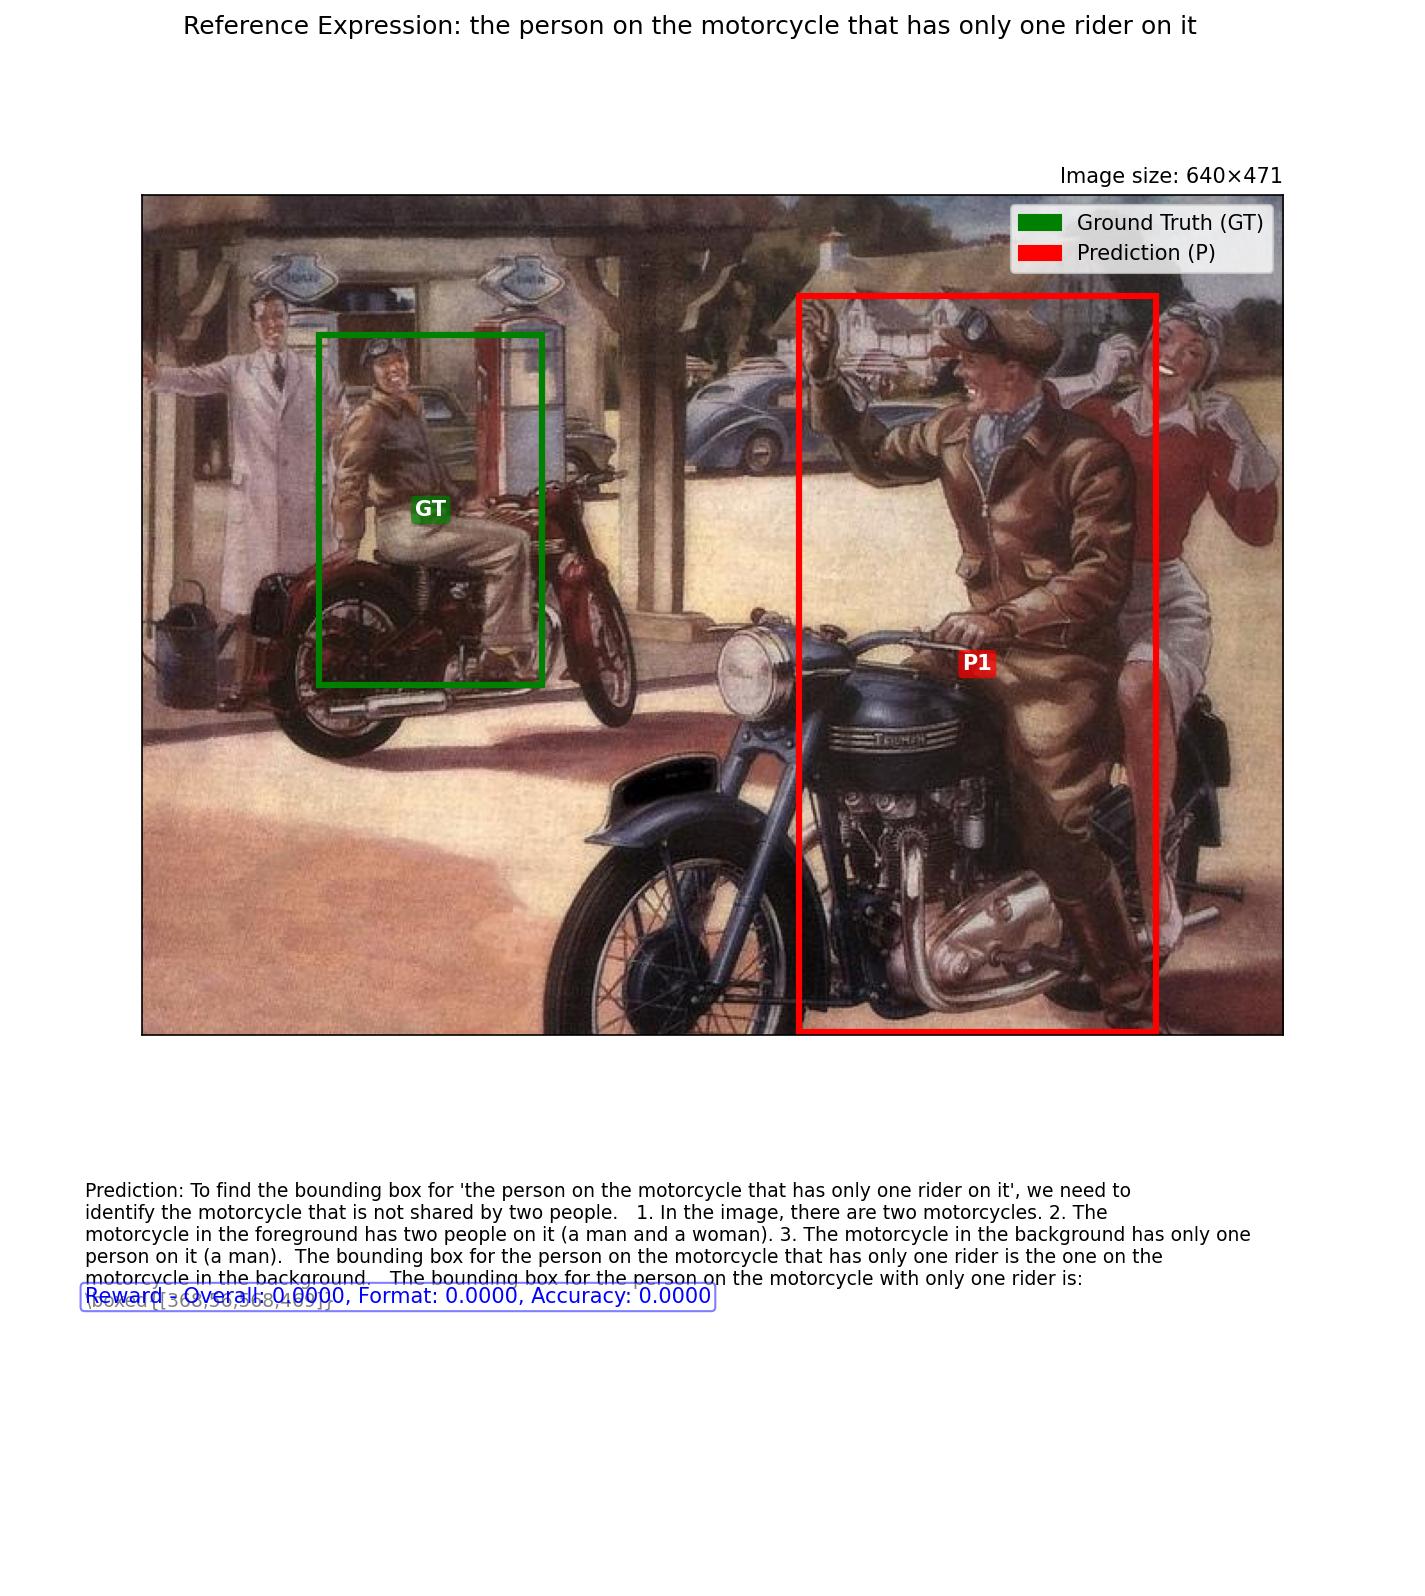 Reference Expression: the person on the motorcycle that has only one rider on it
Image size: 640×471
Ground Truth (GT)
Prediction (P)
GT
P1
TRIUMPH
Prediction: To find the bounding box for 'the person on the motorcycle that has only one rider on it', we need to
identify the motorcycle that is not shared by two people.   1. In the image, there are two motorcycles. 2. The
motorcycle in the foreground has two people on it (a man and a woman). 3. The motorcycle in the background has only one
person on it (a man).  The bounding box for the person on the motorcycle that has only one rider is the one on the
motorcycle in the background.   The bounding box for the person on the motorcycle with only one rider is:
\boxed{[368,56,568,469]}
Reward - Overall: 0.0000, Format: 0.0000, Accuracy: 0.0000